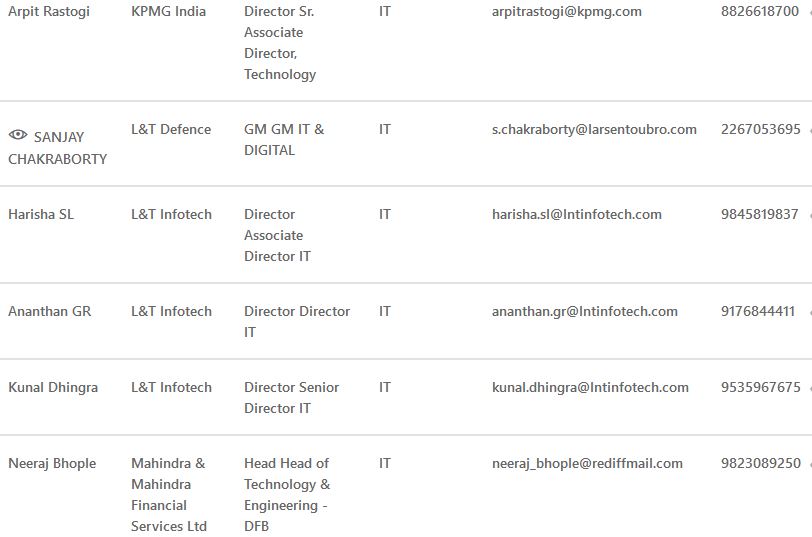 Arpit Rastogi KPMG India Director Sr. IT arpitrastogi@kpmg.com 8826618700
Associate
Director,
Technology
SANJAY L&T Defence GM GM IT & IT s.chakraborty@larsentoubro.com 2267053695
CHAKRABORTY DIGITAL
Harisha SL L&T Infotech Director IT harisha.sl@lntinfotech.com 9845819837
Associate
Director IT
Ananthan GR L&T Infotech Director Director IT ananthan.gr@lntinfotech.com 9176844411
IT
Kunal Dhingra L&T Infotech Director Senior IT kunal.dhingra@lntinfotech.com 9535967675
Director IT
Neeraj Bhople Mahindra & Head Head of IT neeraj_bhople@rediffmail.com 9823089250
Mahindra Technology &
Financial Engineering -
Services Ltd DFB